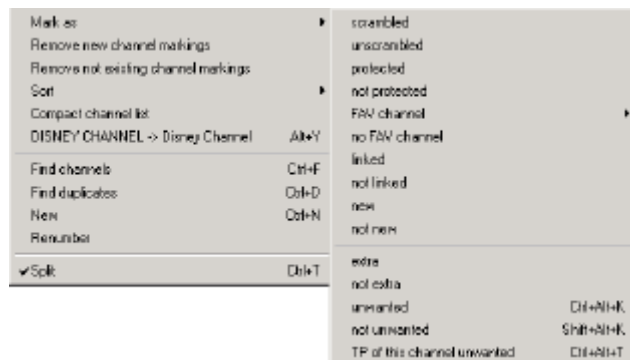 Mark as
Remove new channel markings
Remove not existing channel markings
Sort
Compact channel list
DISNEY CHANNEL -> Disney Channel Alt+Y
Find channels Ctrl+F
Find duplicates Ctrl+D
New Ctrl+N
Renumber
Split Ctrl+T
scrambled
unscrambled
protected
not protected
FAV channel
no FAV channel
linked
not linked
new
not new
extra
not extra
unwanted Ctrl+Alt+K
not unwanted Shift+Alt+K
TP of this channel unwanted Ctrl+Alt+T